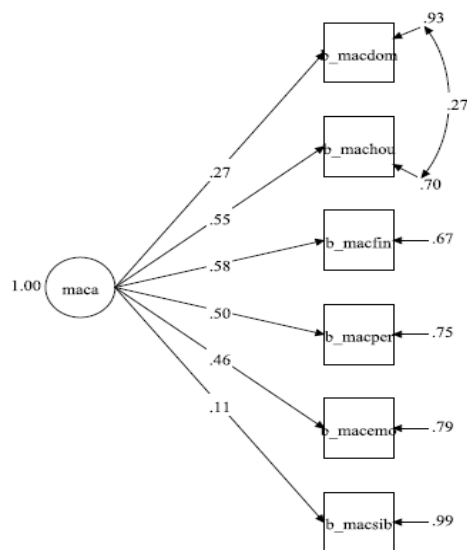 .93
b_macdom
.27
.27
b_machou
.70
.55
b_macfin
.67
.58
1.00
maca
.50
b_macper
.75
.46
b_macemo
.79
.11
b_macsib
.99